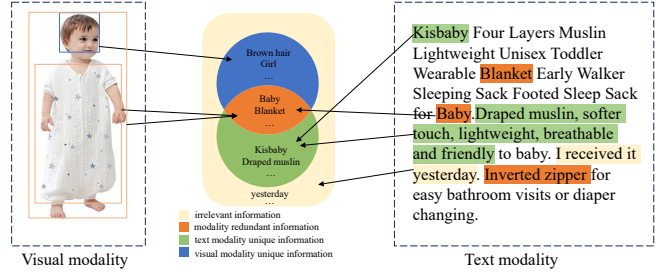 Brown hair
Girl
...
Baby
Blanket
...
Kisbaby
Draped muslin
...
yesterday
...
irrelevant information
modality redundant information
text modality unique information
visual modality unique information
Visual modality
Kisbaby Four Layers Muslin
Lightweight Unisex Toddler
Wearable Blanket Early Walker
Sleeping Sack Footed Sleep Sack
for Baby.Draped muslin, softer
touch, lightweight, breathable
and friendly to baby. I received it
yesterday. Inverted zipper for
easy bathroom visits or diaper
changing.
Text modality